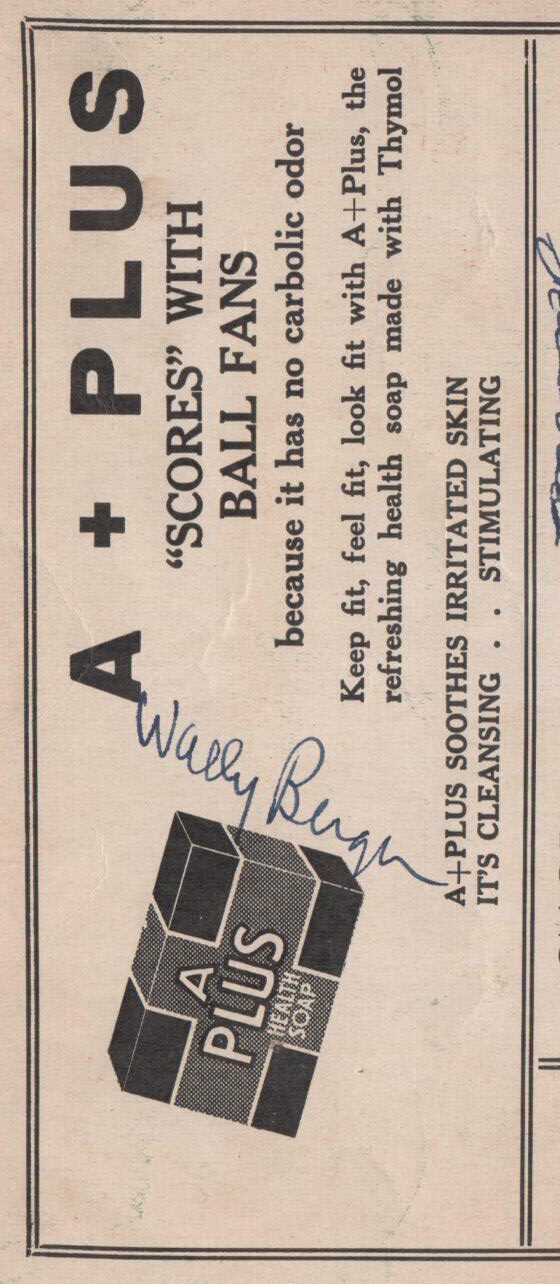 A + PLUS
“SCORES” WITH
BALL FANS
because it has no carbolic odor
Keep fit, feel fit, look fit with A+Plus, the
refreshing health soap made with Thymol
A+PLUS SOOTHES IRRITATED SKIN
IT'S CLEANSING . . STIMULATING
Wally Berger
A
PLUS
HEALTH
SOAP